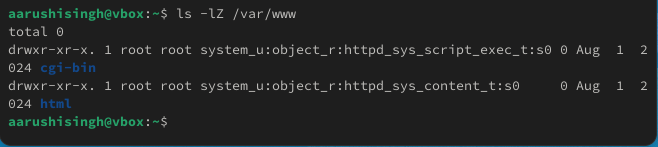 aarushisingh@vbox:~$ ls -lZ /var/www
total 0
drwxr-xr-x. 1 root root system_u:object_r:httpd_sys_script_exec_t:s0 0 Aug  1  2
024 cgi-bin
drwxr-xr-x. 1 root root system_u:object_r:httpd_sys_content_t:s0     0 Aug  1  2
024 html
aarushisingh@vbox:~$